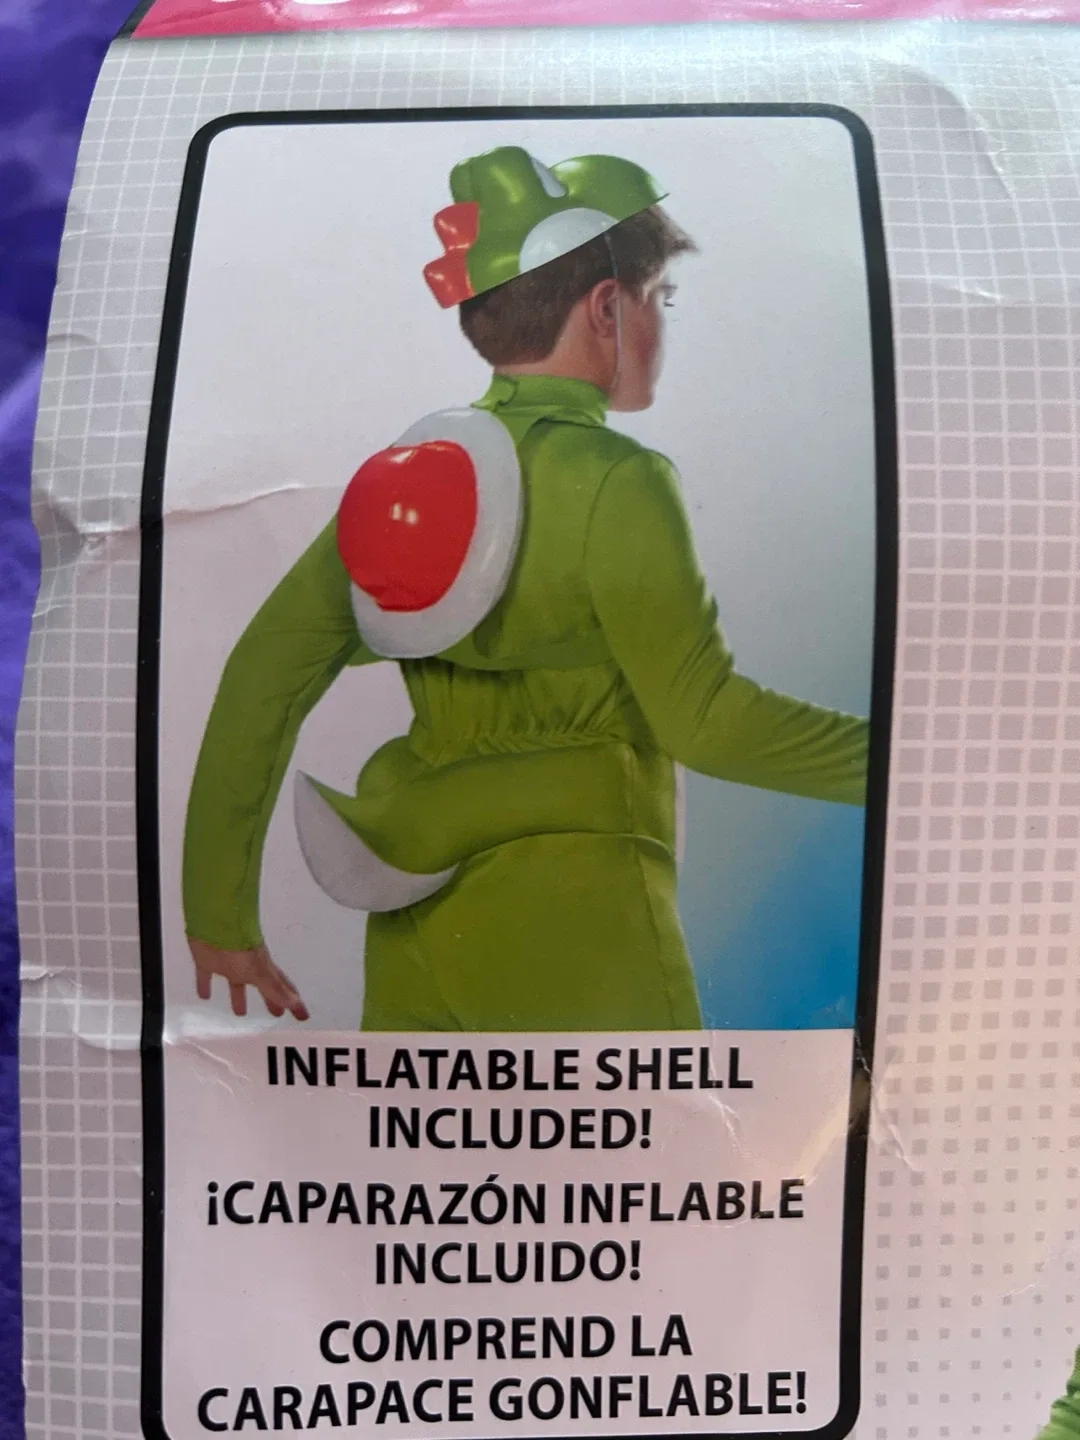 INFLATABLE SHELL
INCLUDED!
¡CAPARAZÓN INFLABLE
INCLUIDO!
COMPREND LA
CARAPACE GONFLABLE!